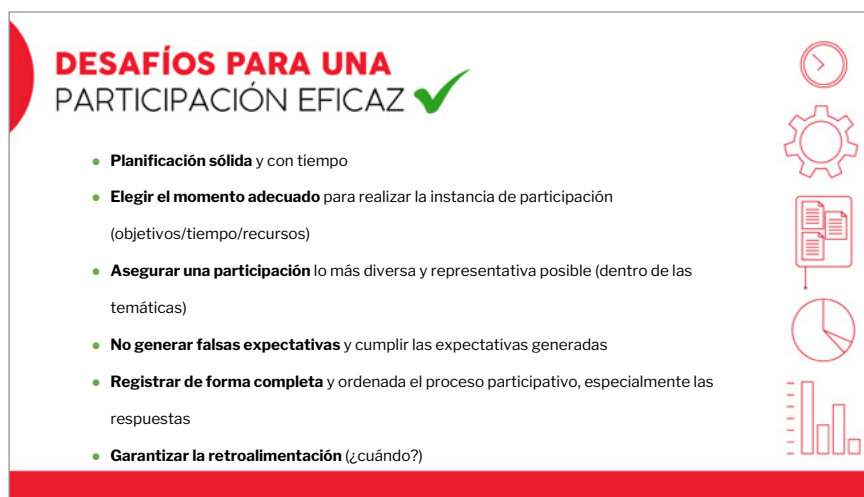 DESAFÍOS PARA UNA
PARTICIPACIÓN EFICAZ
Planificación sólida y con tiempo
Elegir el momento adecuado para realizar la instancia de participación
(objetivos/tiempo/recursos)
Asegurar una participación lo más diversa y representativa posible (dentro de las
temáticas)
No generar falsas expectativas y cumplir las expectativas generadas
Registrar de forma completa y ordenada el proceso participativo, especialmente las
respuestas
Garantizar la retroalimentación (¿cuándo?)